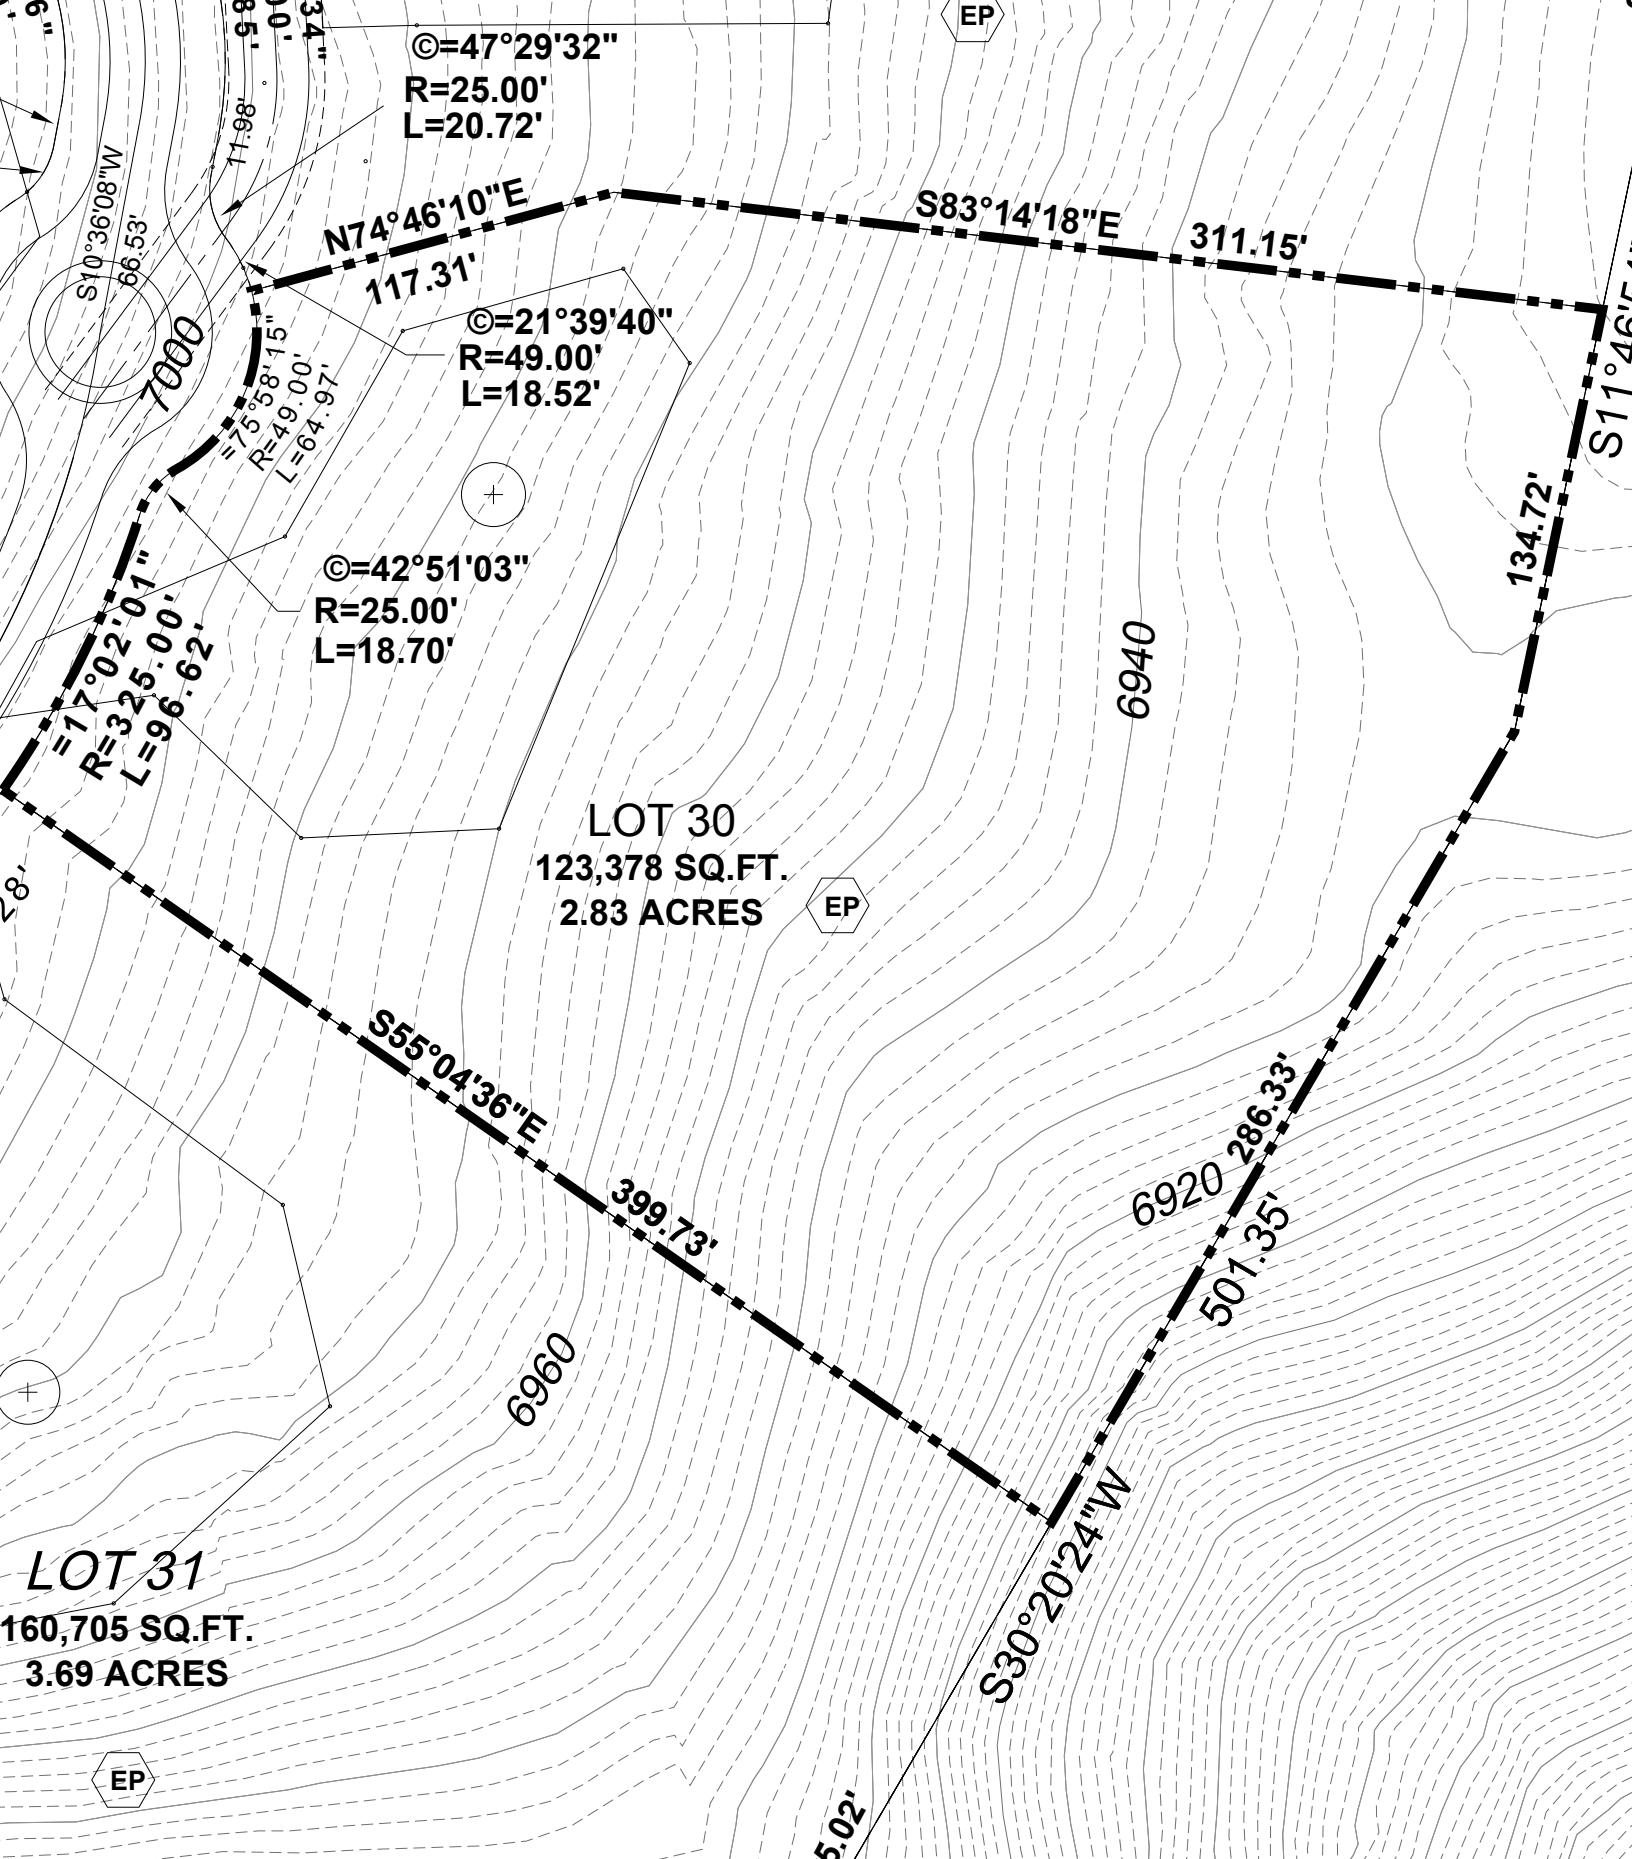 EP
©=47°29'32"
R=25.00'
L=20.72'
11.98'
S10°36'08"W
66.53'
N74°46'10"E
117.31'
S83°14'18"E
311.15'
©=21°39'40"
R=49.00'
L=18.52'
7000
=75°58'15"
R=49.00'
L=64.97'
134.72'
©=42°51'03"
R=25.00'
L=18.70'
=17°02'01"
R=325.00'
L=96.62'
6940
LOT 30
123,378 SQ.FT.
2.83 ACRES
EP
28'
S55°04'36"E
399.73'
286.33'
6920
501.35'
6960
S30°20'24"W
LOT 31
160,705 SQ.FT.
3.69 ACRES
EP
5.02'